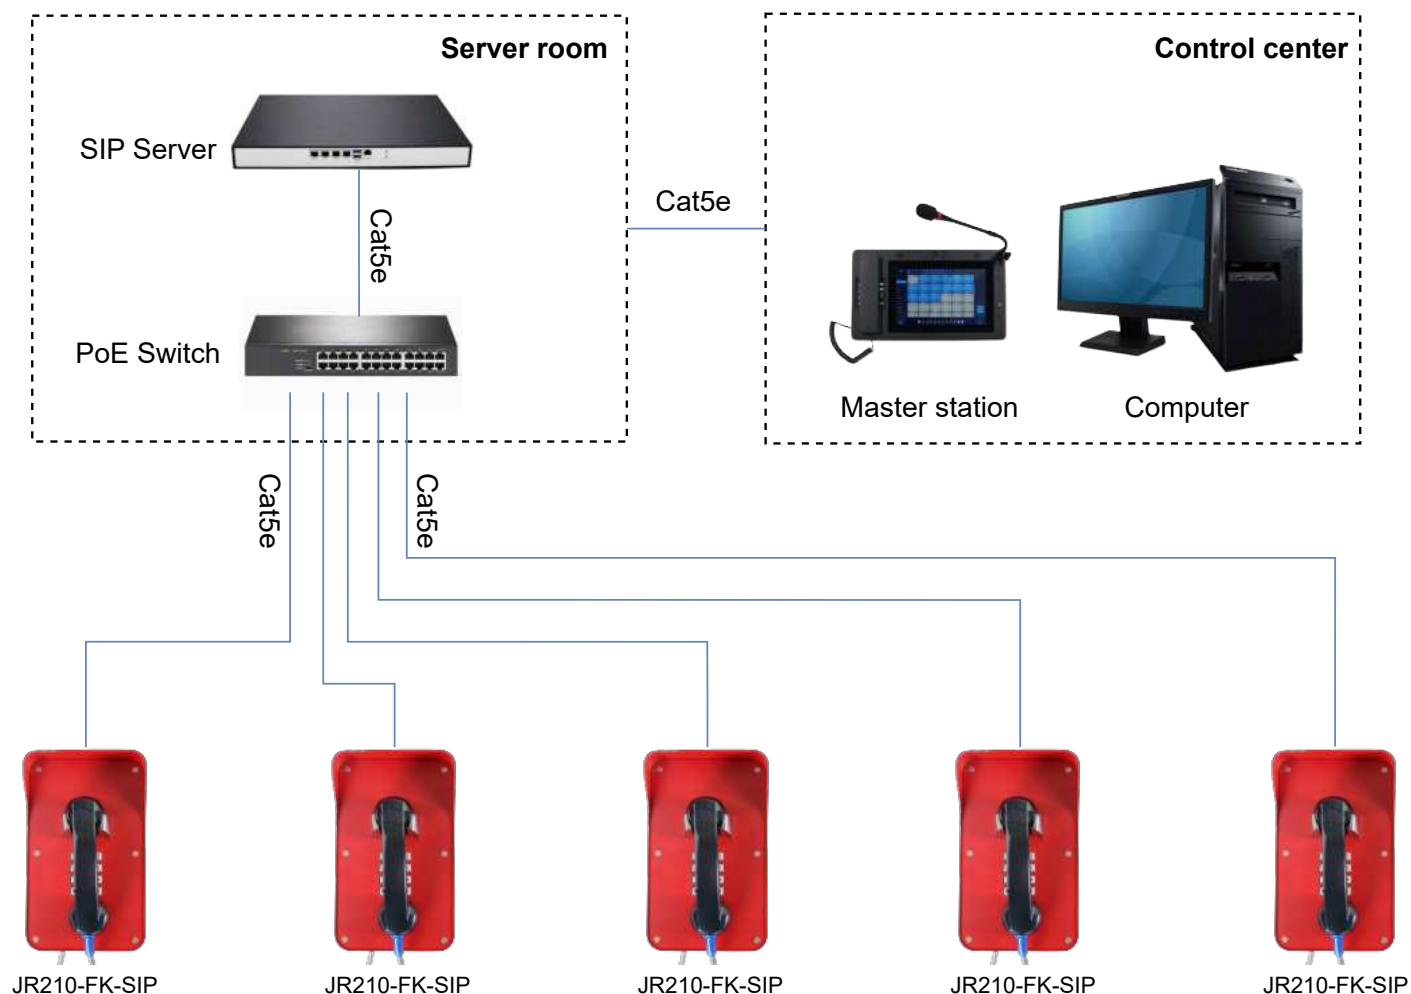 Server room
Control center
SIP Server
Cat5e
Cat5e
PoE Switch
Master station
Computer
Cat5e
Cat5e
JR210-FK-SIP
JR210-FK-SIP
JR210-FK-SIP
JR210-FK-SIP
JR210-FK-SIP